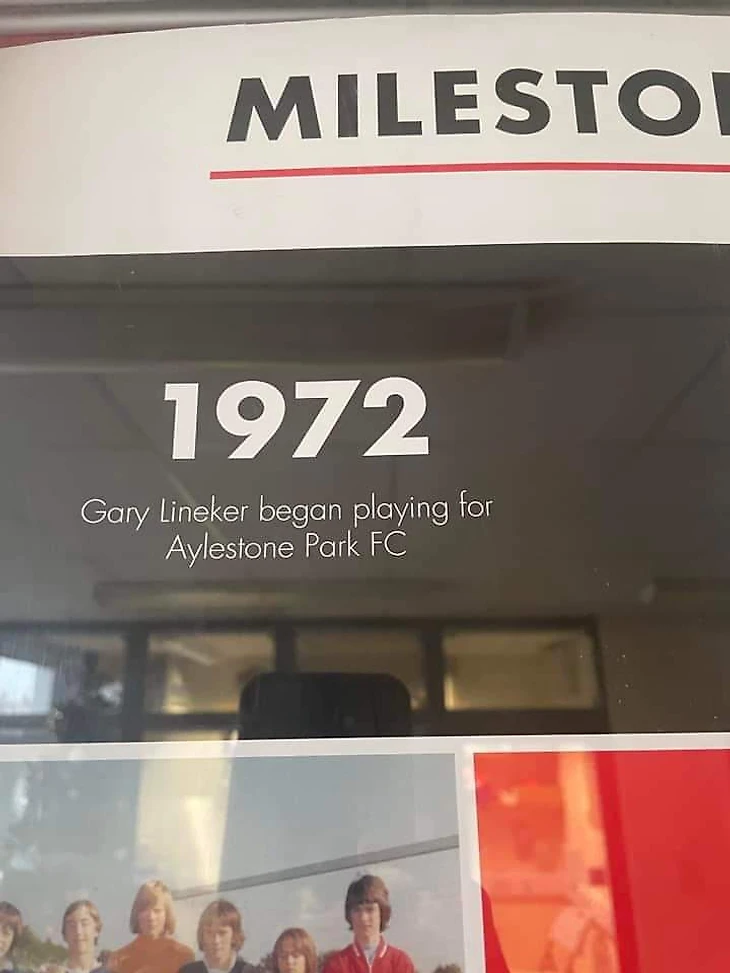 MILESTO
1972
Gary Lineker began playing for
Aylestone Park FC